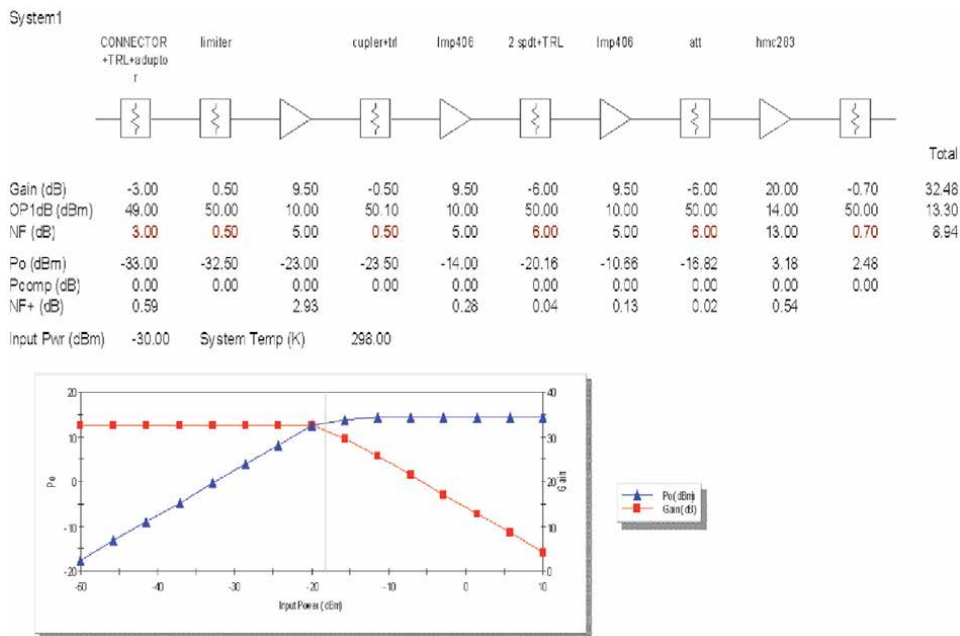 System1
CONNECTOR limiter cupler+trl lmp406 2 spdt+TRL lmp406 att hmc283
+TRL+adupto
r
Total
Gain (dB) -3.00 0.50 9.50 -0.50 9.50 -6.00 9.50 -6.00 20.00 -0.70 32.48
OP1dB (dBm) 49.00 50.00 10.00 50.10 10.00 50.00 10.00 50.00 14.00 50.00 13.30
NF (dB) 3.00 0.50 5.00 0.50 5.00 6.00 5.00 6.00 13.00 0.70 8.94
Po (dBm) -33.00 -32.50 -23.00 -23.50 -14.00 -20.16 -10.66 -16.82 3.18 2.48
Pcomp (dB) 0.00 0.00 0.00 0.00 0.00 0.00 0.00 0.00 0.00 0.00
NF+ (dB) 0.59 2.93 0.28 0.04 0.13 0.02 0.54
Input Pwr (dBm) -30.00 System Temp (K) 298.00
20 40
10 30
Po 0 20 Gain
-10 10
-20 0
-60 -50 -40 -30 -20 -10 0 10
Input Power (dBm)
Po(dBm)
Gain(dB)